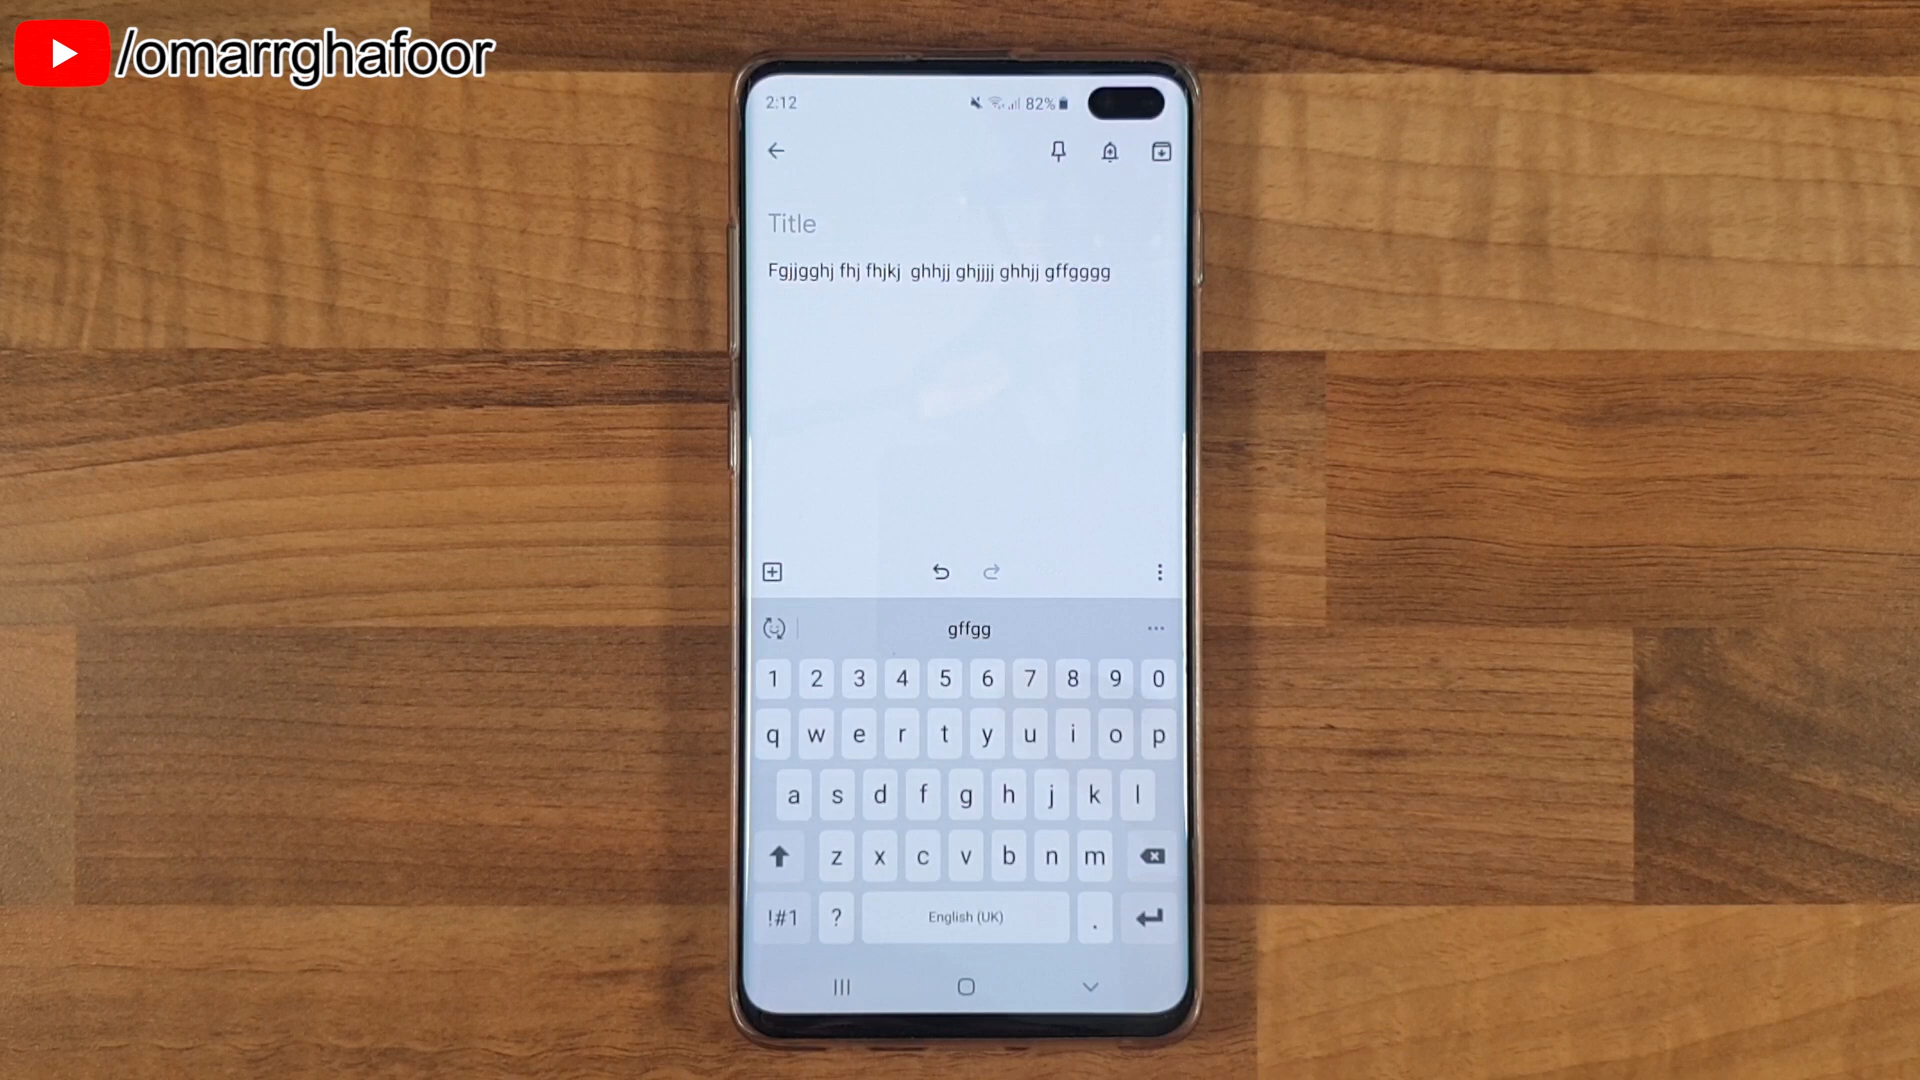 /omarrghafoor
2:12
82%
Title
Fgjjgghj fhj fhjkj ghhjj ghjjjj ghhjj gffgggg
gffgg
1 2 3 4 5 6 7 8 9 0
q w e r t y u i o p
a s d f g h j k l
z x c v b n m
!#1 ? English (UK) .